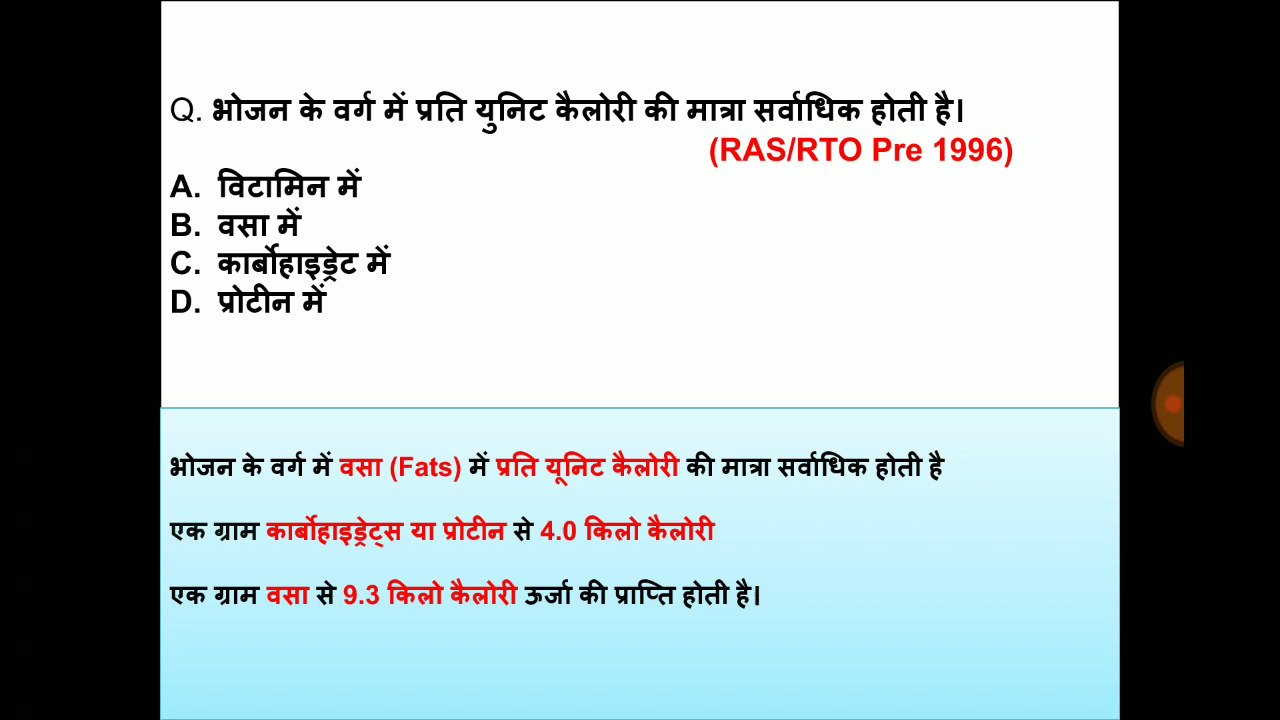 Q. भोजन के वर्ग में प्रति युनिट कैलोरी की मात्रा सर्वाधिक होती है।
(RAS/RTO Pre 1996)
A. विटामिन में
B. वसा में
C. कार्बोहाइड्रेट में
D. प्रोटीन में
भोजन के वर्ग में वसा (Fats) में प्रति यूनिट कैलोरी की मात्रा सर्वाधिक होती है
एक ग्राम कार्बोहाइड्रेट्स या प्रोटीन से 4.0 किलो कैलोरी
एक ग्राम वसा से 9.3 किलो कैलोरी ऊर्जा की प्राप्ति होती है।